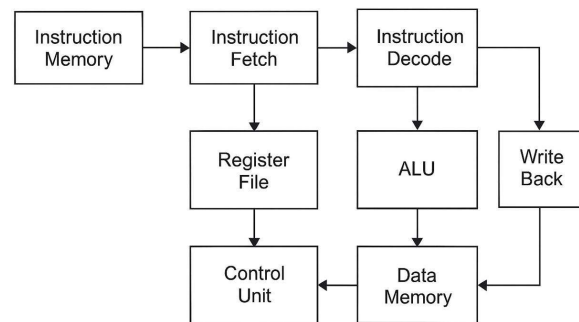 Instruction
Memory
Instruction
Fetch
Instruction
Decode
Register
File
ALU
Write
Back
Control
Unit
Data
Memory